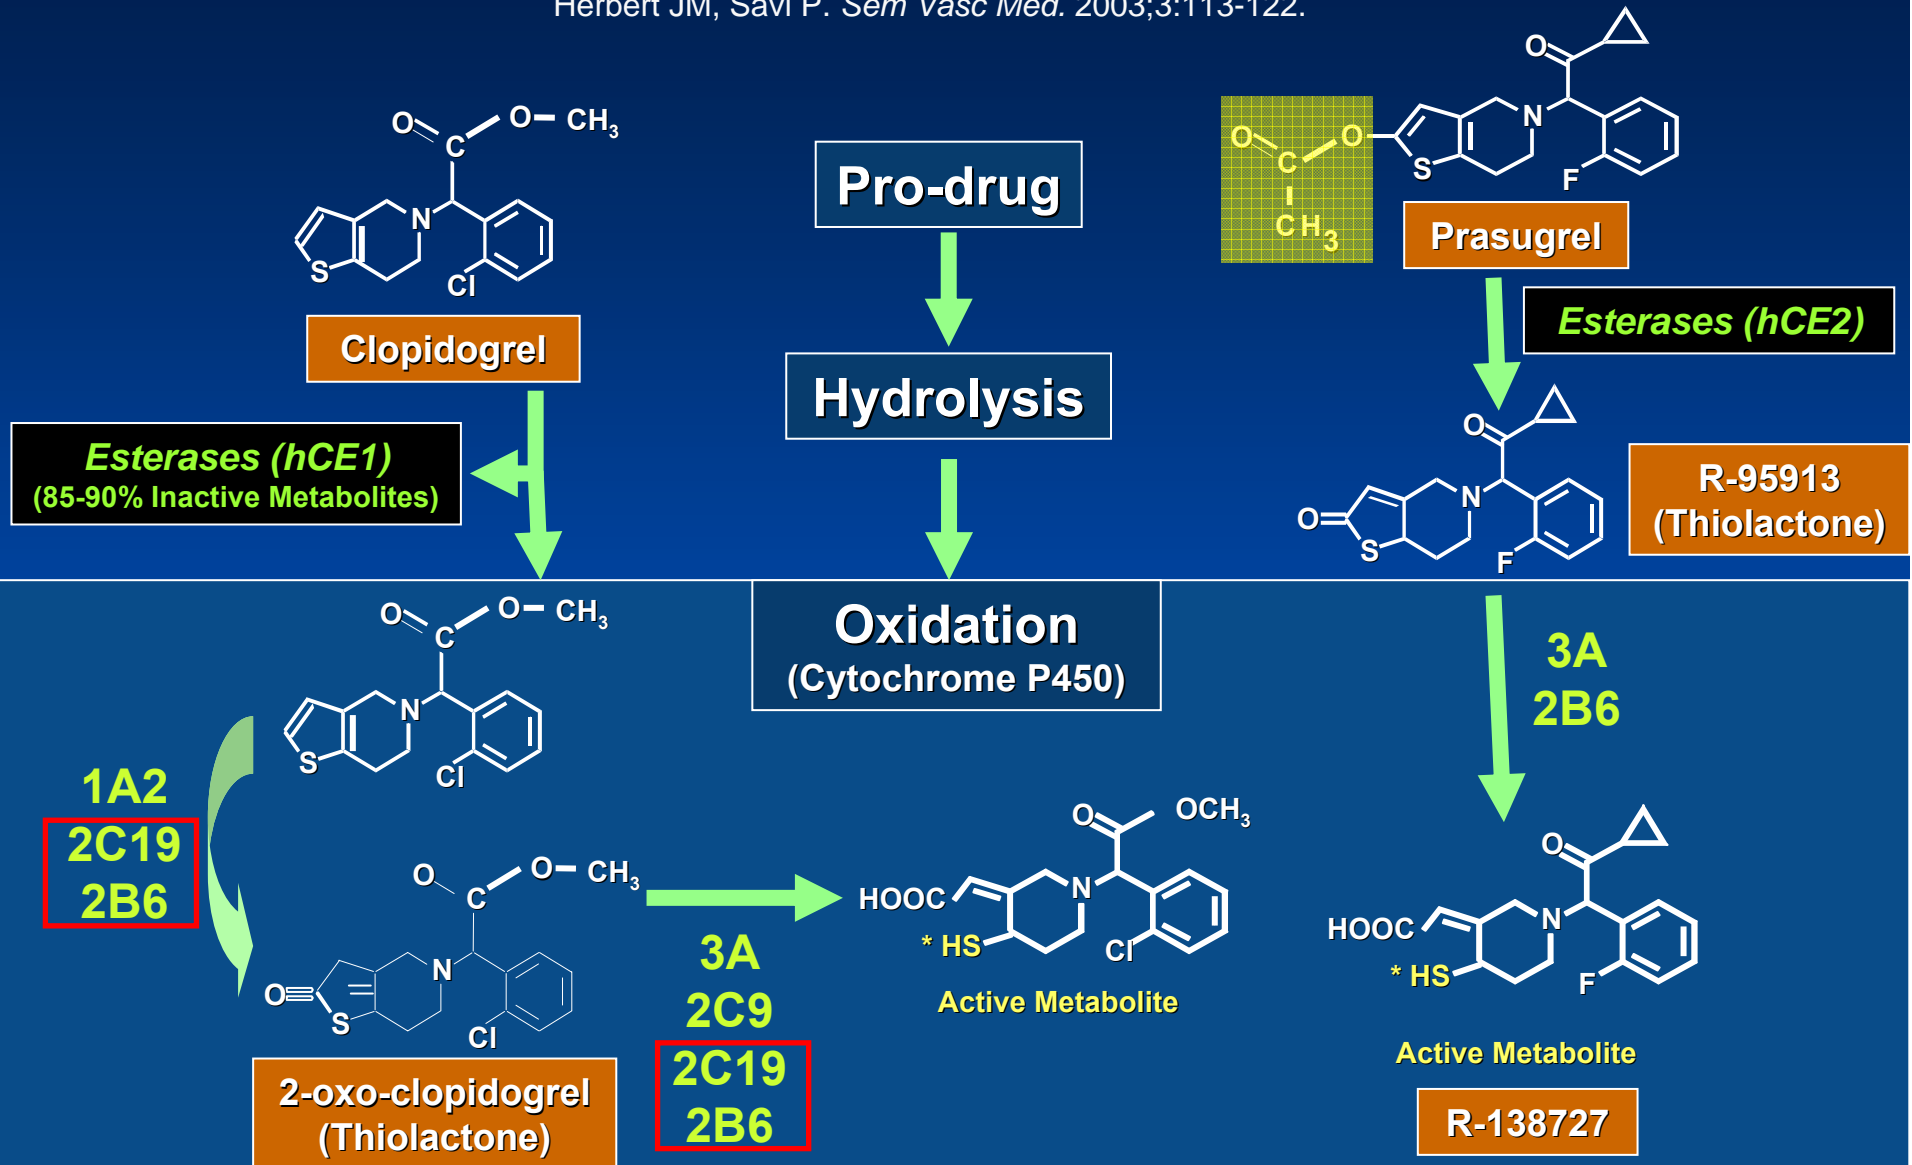 Herbert JM, Savi P. Sem Vasc Med. 2003;3:113-122.
O
O
CH3
C
N
S
Cl
Clopidogrel
Pro-drug
O
O
O
C
CH3
S
N
F
Prasugrel
Esterases (hCE2)
Hydrolysis
Esterases (hCE1)
(85-90% Inactive Metabolites)
O
O
N
S
F
R-95913
(Thiolactone)
Oxidation
(Cytochrome P450)
O
O
CH3
C
N
S
Cl
1A2
2C19
2B6
O
O
CH3
C
N
O
S
Cl
2-oxo-clopidogrel
(Thiolactone)
3A
2C9
2C19
2B6
O
OCH3
N
HOOC
* HS
Cl
Active Metabolite
3A
2B6
O
N
HOOC
* HS
F
Active Metabolite
R-138727